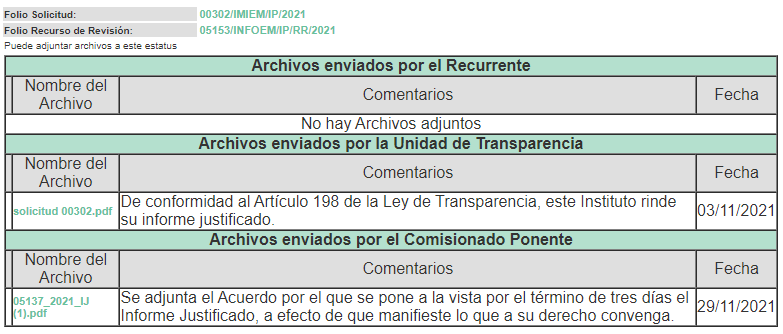 Folio Solicitud: 00302/IMIEM/IP/2021
Folio Recurso de Revisión: 05153/INFOEM/IP/RR/2021
Puede adjuntar archivos a este estatus
Archivos enviados por el Recurrente
Nombre del Archivo Comentarios Fecha
No hay Archivos adjuntos
Archivos enviados por la Unidad de Transparencia
Nombre del Archivo Comentarios Fecha
solicitud 00302.pdf De conformidad al Artículo 198 de la Ley de Transparencia, este Instituto rinde
su informe justificado. 03/11/2021
Archivos enviados por el Comisionado Ponente
Nombre del Archivo Comentarios Fecha
05137_2021_IJ (1).pdf Se adjunta el Acuerdo por el que se pone a la vista por el término de tres días el
Informe Justificado, a efecto de que manifieste lo que a su derecho convenga. 29/11/2021